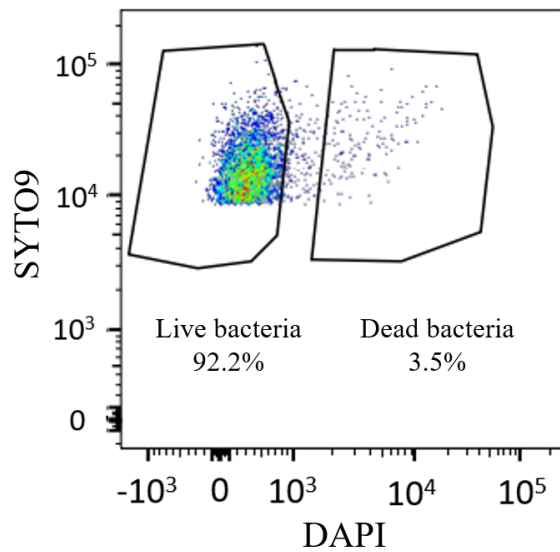 SYTO9
10⁵
10⁴
10³
0
Live bacteria
92.2%
Dead bacteria
3.5%
-10³ 0 10³ 10⁴ 10⁵
DAPI